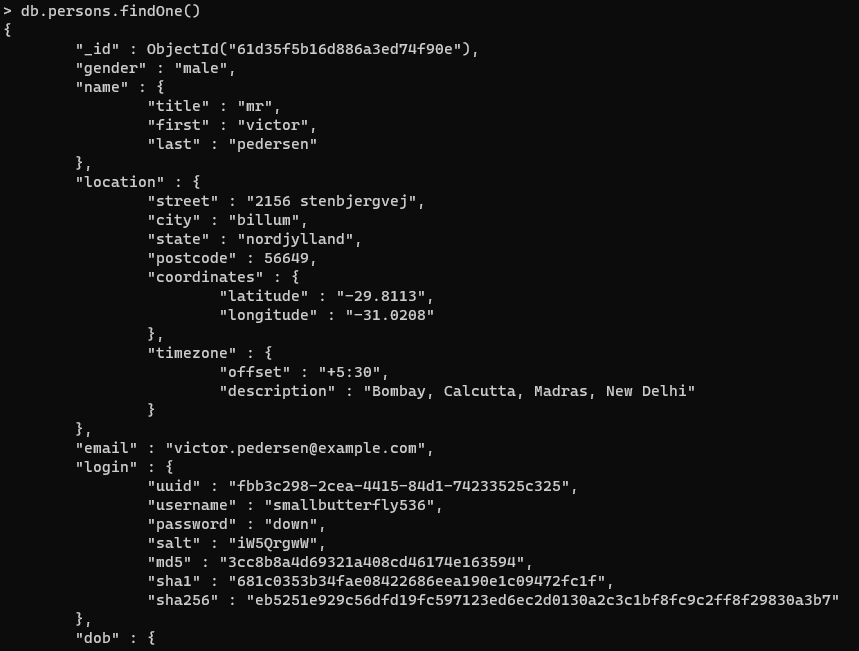 > db.persons.findOne()
{
        "_id" : ObjectId("61d35f5b16d886a3ed74f90e"),
        "gender" : "male",
        "name" : {
                "title" : "mr",
                "first" : "victor",
                "last" : "pedersen"
        },
        "location" : {
                "street" : "2156 stenbjergvej",
                "city" : "billum",
                "state" : "nordjylland",
                "postcode" : 56649,
                "coordinates" : {
                        "latitude" : "-29.8113",
                        "longitude" : "-31.0208"
                },
                "timezone" : {
                        "offset" : "+5:30",
                        "description" : "Bombay, Calcutta, Madras, New Delhi"
                }
        },
        "email" : "victor.pedersen@example.com",
        "login" : {
                "uuid" : "fbb3c298-2cea-4415-84d1-74233525c325",
                "username" : "smallbutterfly536",
                "password" : "down",
                "salt" : "iW5QrgwW",
                "md5" : "3cc8b8a4d69321a408cd46174e163594",
                "sha1" : "681c0353b34fae08422686eea190e1c09472fc1f",
                "sha256" : "eb5251e929c56dfd19fc597123ed6ec2d0130a2c3c1bf8fc9c2ff8f29830a3b7"
        },
        "dob" : {